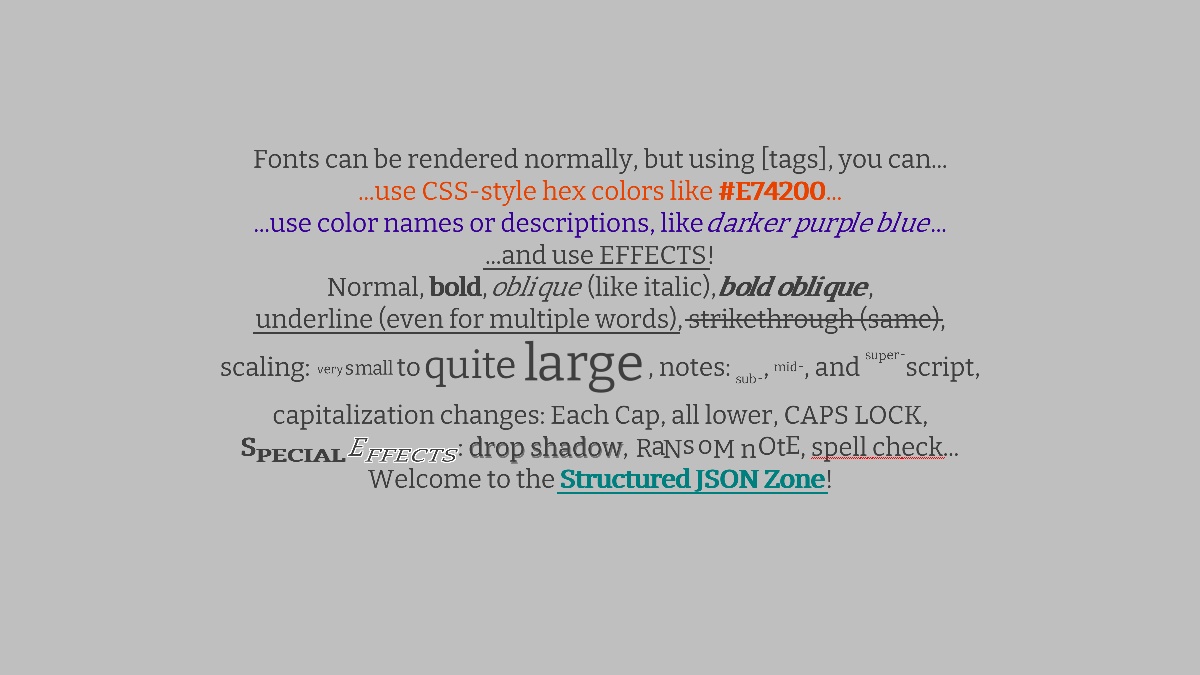 Fonts can be rendered normally, but using [tags], you can...
...use CSS-style hex colors like #E74200...
...use color names or descriptions, like darker purple blue...
...and use EFFECTS!
Normal, bold, oblique (like italic), bold oblique,
underline (even for multiple words), strikethrough (same),
scaling: very small to quite large, notes: sub-, mid-, and super-script,
capitalization changes: Each Cap, all lower, CAPS LOCK,
SPECIAL EFFECTS: drop shadow, RaNsoM nOtE, spell check...
Welcome to the Structured JSON Zone!